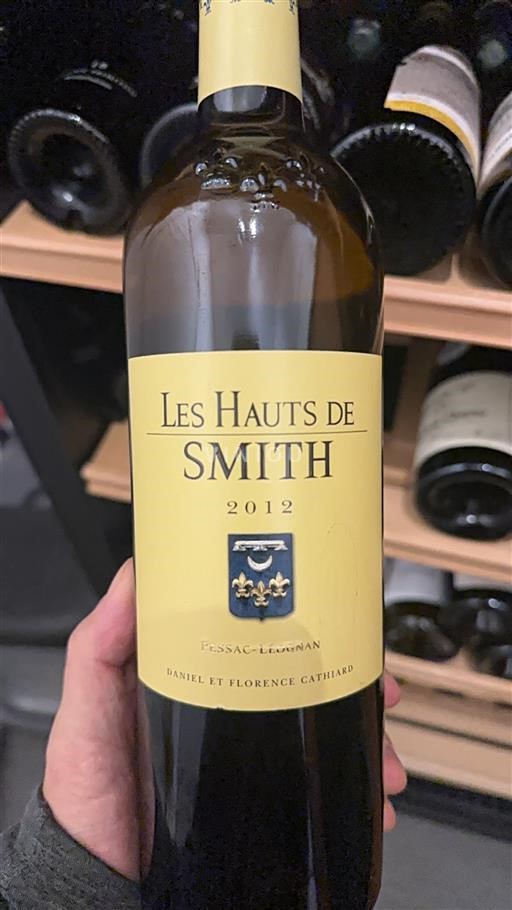 LES HAUTS DE
SMITH
2012
PESSAC-LÉOGNAN
DANIEL ET FLORENCE CATHIARD